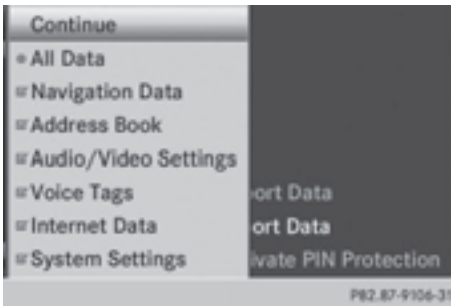 Continue
All Data
Navigation Data
Address Book
Audio/Video Settings
Voice Tags
Internet Data
System Settings
ort Data
ort Data
ivate PIN Protection
P82.87-9106-31